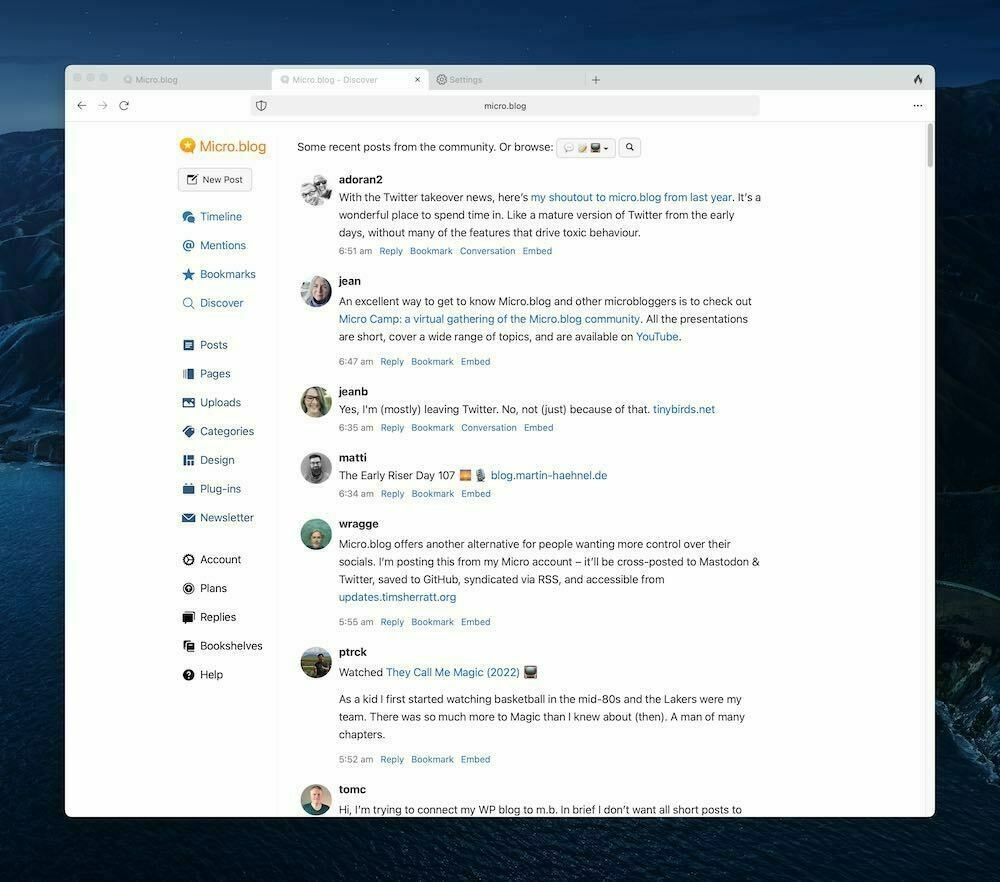 Micro.blog
Micro.blog - Discover
Settings
micro.blog
Micro.blog
New Post
Timeline
Mentions
Bookmarks
Discover
Posts
Pages
Uploads
Categories
Design
Plug-ins
Newsletter
Account
Plans
Replies
Bookshelves
Help
Some recent posts from the community. Or browse:
adoran2
With the Twitter takeover news, here's my shoutout to micro.blog from last year. It's a
wonderful place to spend time in. Like a mature version of Twitter from the early
days, without many of the features that drive toxic behaviour.
6:51 am Reply Bookmark Conversation Embed
jean
An excellent way to get to know Micro.blog and other microbloggers is to check out
Micro Camp: a virtual gathering of the Micro.blog community. All the presentations
are short, cover a wide range of topics, and are available on YouTube.
6:47 am Reply Bookmark Embed
jeanb
Yes, I'm (mostly) leaving Twitter. No, not (just) because of that. tinybirds.net
6:35 am Reply Bookmark Conversation Embed
matti
The Early Riser Day 107 🌅 🎙️ blog.martin-haehnel.de
6:34 am Reply Bookmark Embed
wragge
Micro.blog offers another alternative for people wanting more control over their
socials. I'm posting this from my Micro account – it'll be cross-posted to Mastodon &
Twitter, saved to GitHub, syndicated via RSS, and accessible from
updates.timsherratt.org
5:55 am Reply Bookmark Embed
ptrck
Watched They Call Me Magic (2022) 📺
As a kid I first started watching basketball in the mid-80s and the Lakers were my
team. There was so much more to Magic than I knew about (then). A man of many
chapters.
5:52 am Reply Bookmark Embed
tomc
Hi, I'm trying to connect my WP blog to m.b. In brief I don't want all short posts to